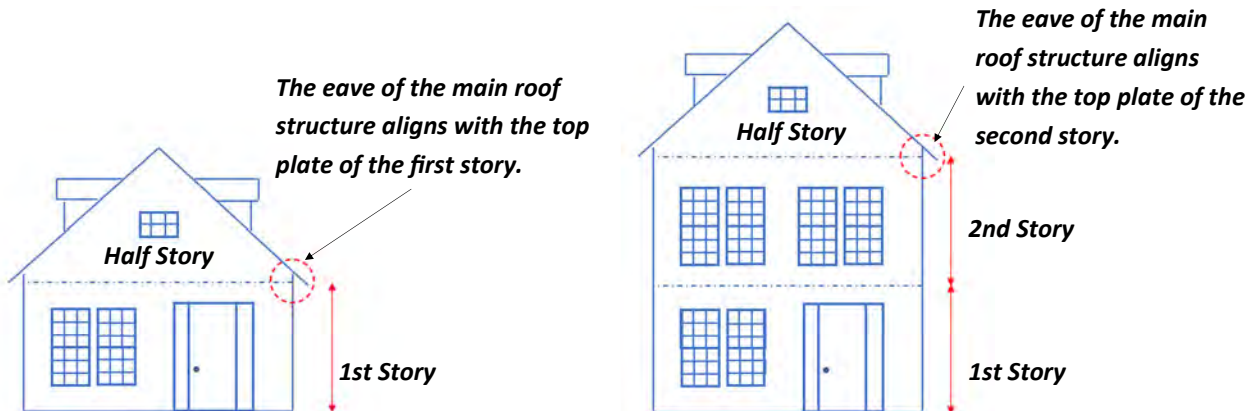 The eave of the main roof
structure aligns with the top
plate of the first story.
Half Story
1st Story
The eave of the main
roof structure aligns
with the top plate of the
second story.
Half Story
2nd Story
1st Story